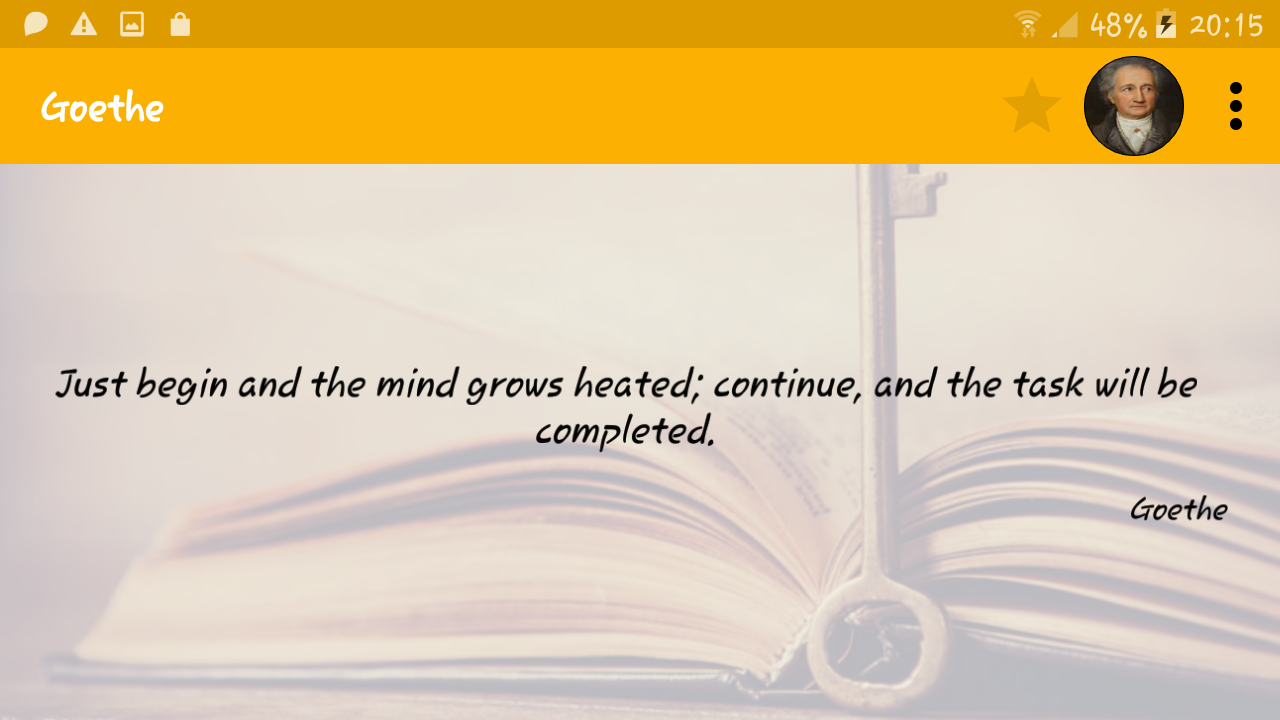 48% 20:15
Goethe
Just begin and the mind grows heated; continue, and the task will be
completed.
Goethe